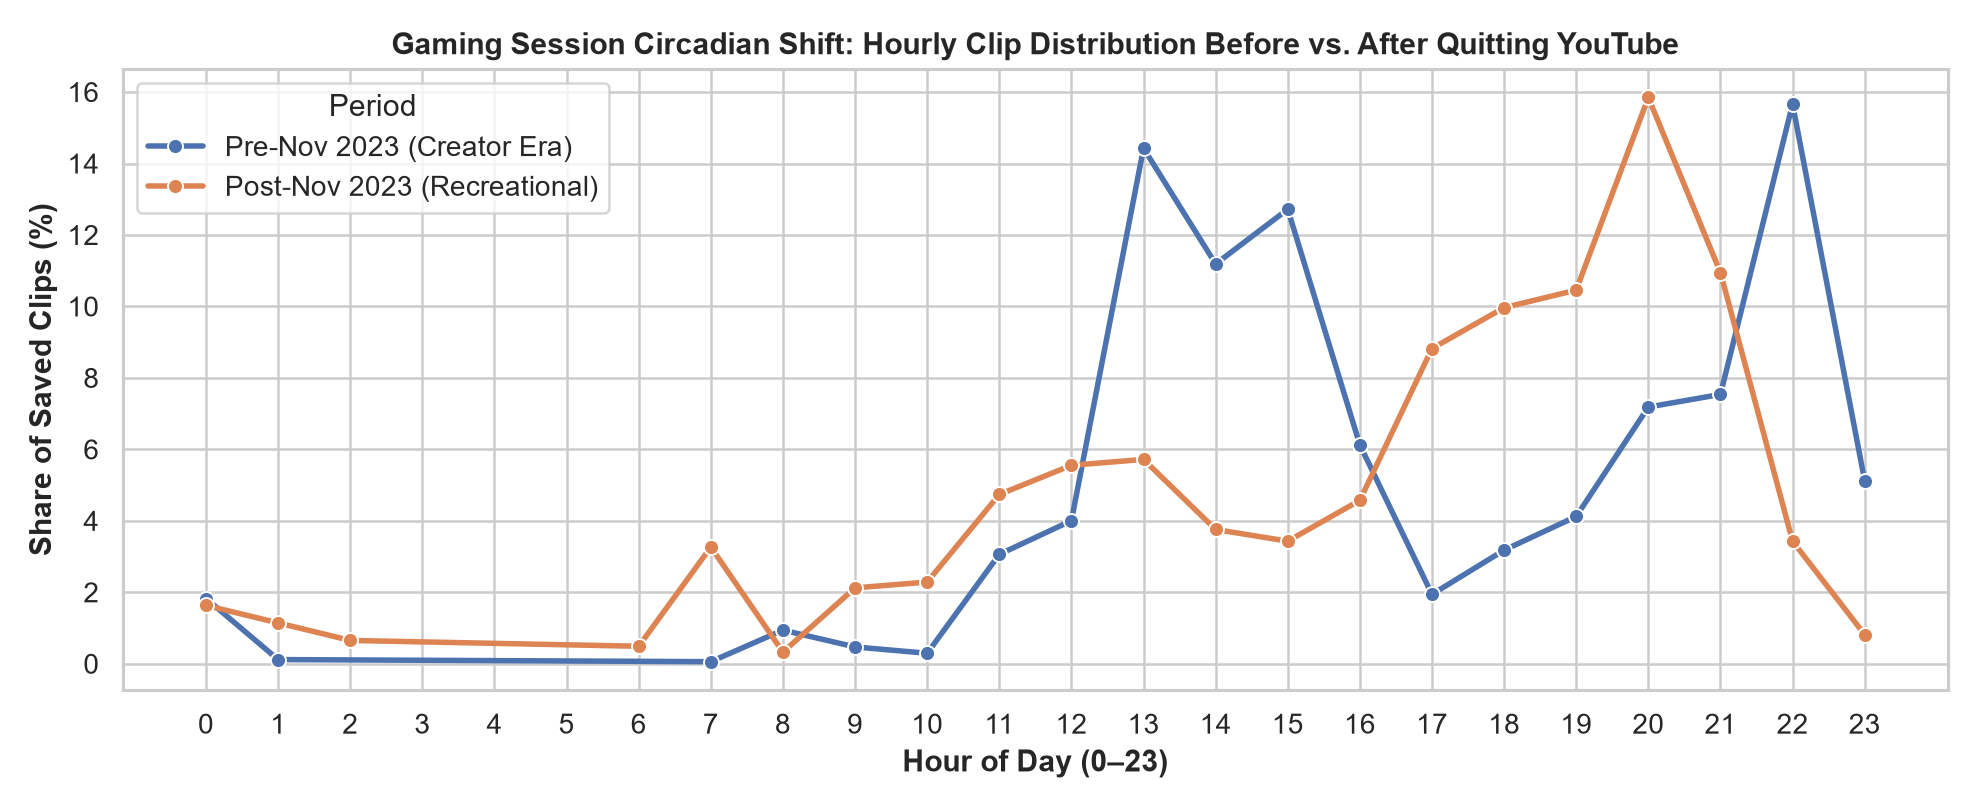 Gaming Session Circadian Shift: Hourly Clip Distribution Before vs. After Quitting YouTube
Period
Pre-Nov 2023 (Creator Era)
Post-Nov 2023 (Recreational)
Share of Saved Clips (%)
16
14
12
10
8
6
4
2
0
0 1 2 3 4 5 6 7 8 9 10 11 12 13 14 15 16 17 18 19 20 21 22 23
Hour of Day (0–23)